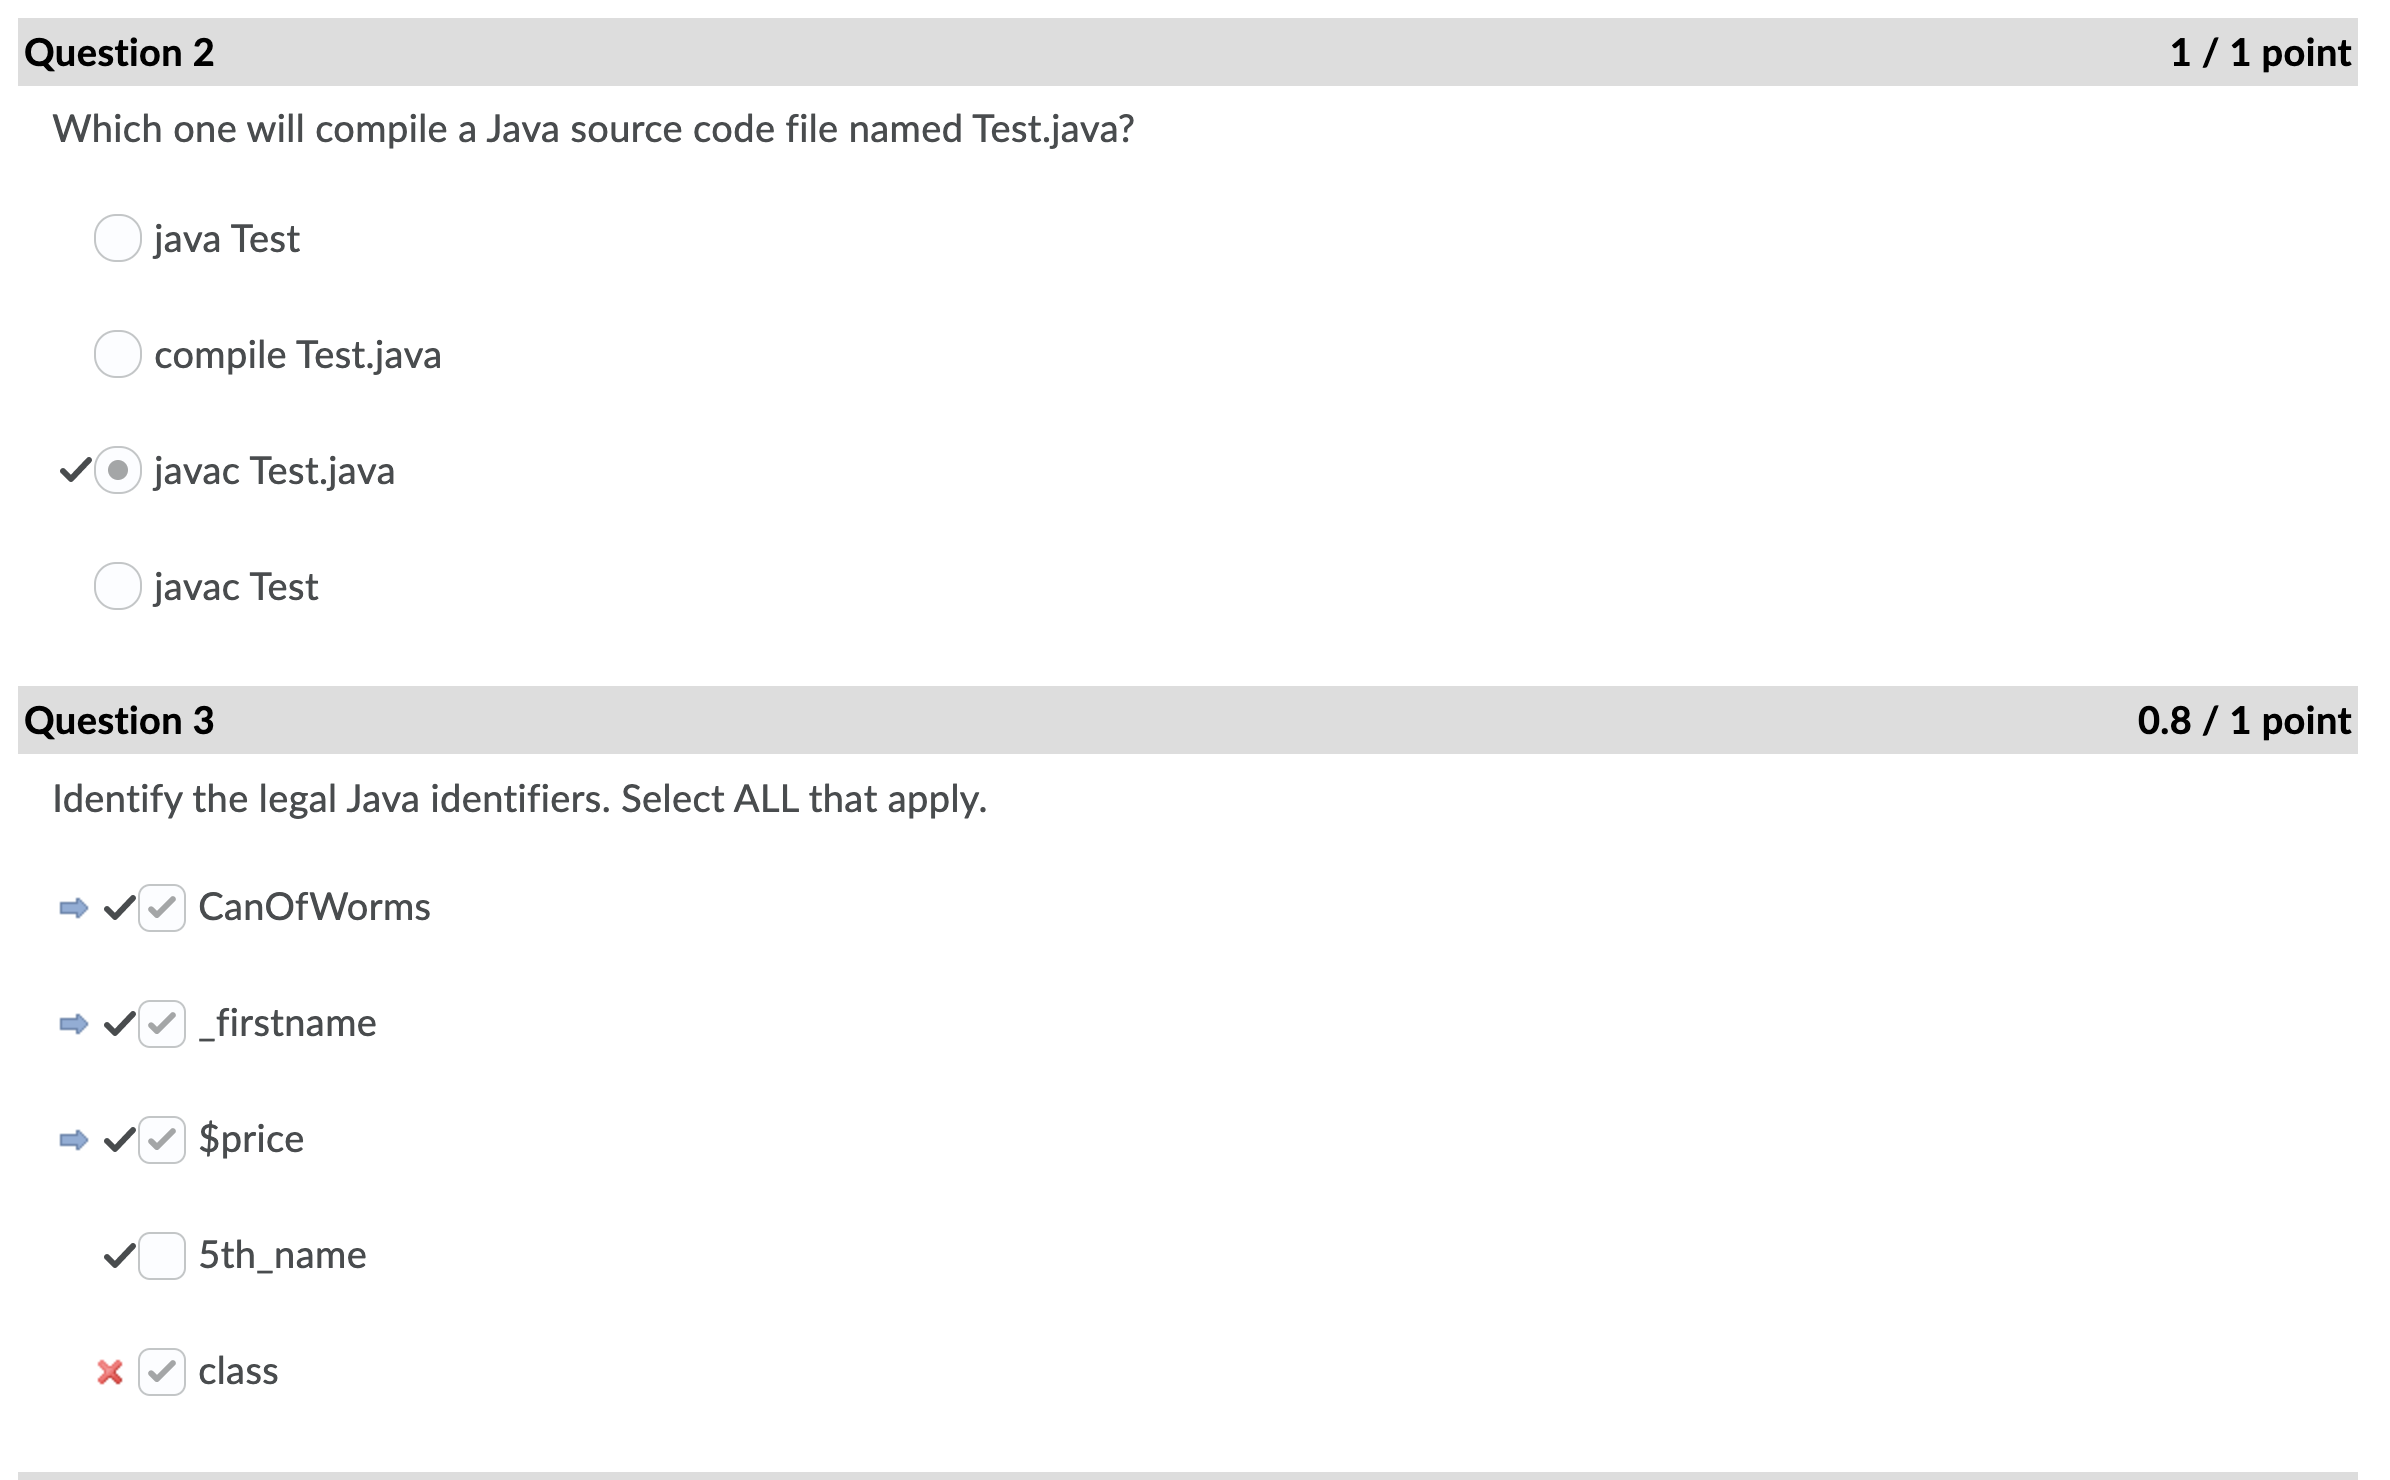 Question 2 1 / 1 point
Which one will compile a Java source code file named Test.java?
java Test
compile Test.java
javac Test.java
javac Test
Question 3 0.8 / 1 point
Identify the legal Java identifiers. Select ALL that apply.
CanOfWorms
_firstname
$price
5th_name
class